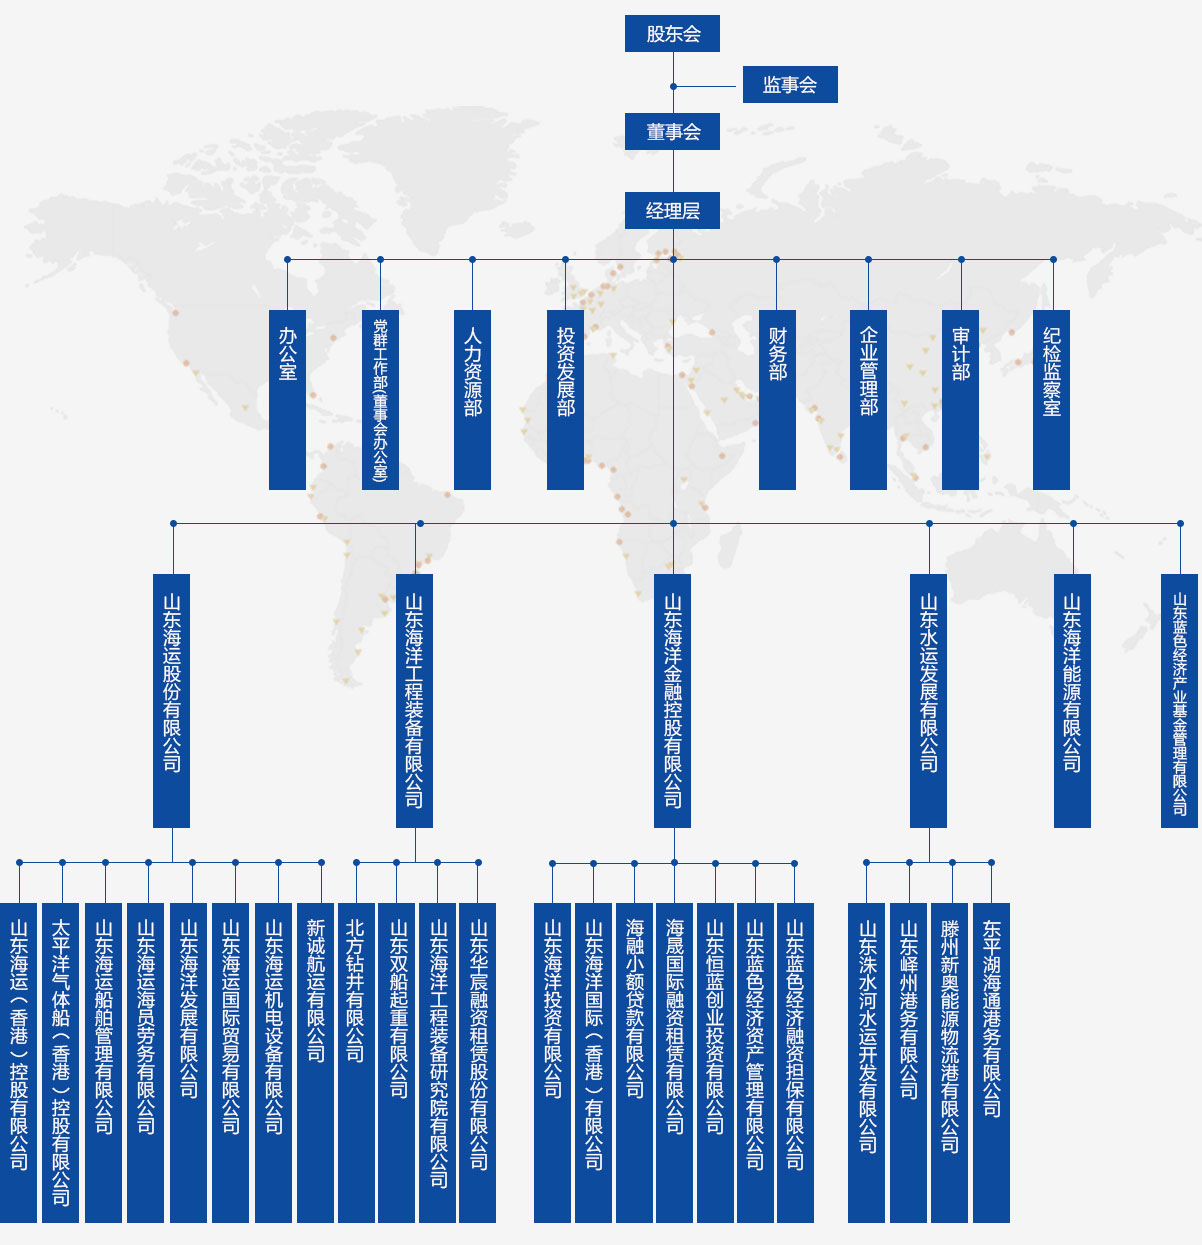 股东会
监事会
董事会
经理层
办公室
党群工作部(董事会办公室)
人力资源部
投资发展部
财务部
企业管理部
审计部
纪检监察室
山东海运股份有限公司
山东海洋工程装备有限公司
山东海洋金融控股有限公司
山东水运发展有限公司
山东海洋能源有限公司
山东蓝色经济产业基金管理有限公司
山东海运（香港）控股有限公司
太平洋气体船（香港）控股有限公司
山东海运船舶管理有限公司
山东海运海员劳务有限公司
山东海洋发展有限公司
山东海运国际贸易有限公司
山东海运机电设备有限公司
新诚航运有限公司
北方钻井有限公司
山东双船起重有限公司
山东海洋工程装备研究院有限公司
山东华宸融资租赁股份有限公司
山东海洋投资有限公司
山东海洋国际（香港）有限公司
海融小额贷款有限公司
海晟国际融资租赁有限公司
山东恒蓝创业投资有限公司
山东蓝色经济资产管理有限公司
山东蓝色经济融资担保有限公司
山东洙水河水运开发有限公司
山东峄州港务有限公司
滕州新奥能源物流港有限公司
东平湖海通港务有限公司